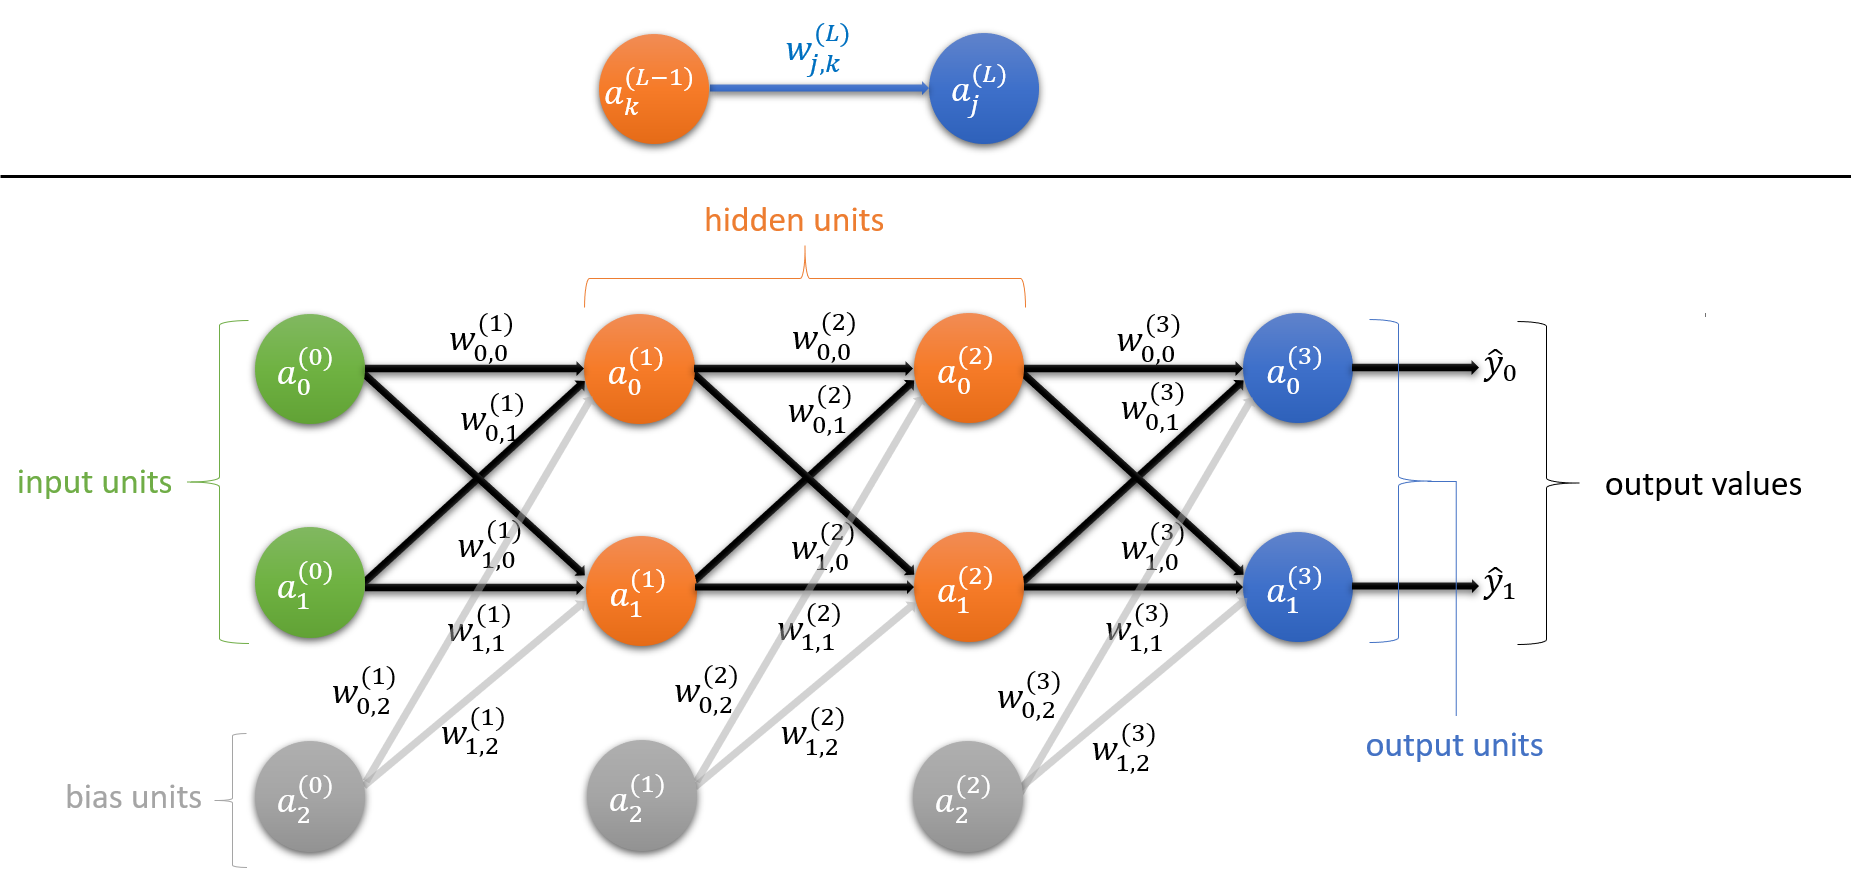 w_{j,k}^{(L)}
a_k^{(L−1)} a_j^{(L)}
hidden units
w_{0,0}^{(1)} w_{0,0}^{(2)} w_{0,0}^{(3)}
a_0^{(0)} a_0^{(1)} a_0^{(2)} a_0^{(3)} ŷ_0
w_{0,1}^{(1)} w_{0,1}^{(2)} w_{0,1}^{(3)}
input units output values
w_{1,0}^{(1)} w_{1,0}^{(2)} w_{1,0}^{(3)}
a_1^{(0)} a_1^{(1)} a_1^{(2)} a_1^{(3)} ŷ_1
w_{1,1}^{(1)} w_{1,1}^{(2)} w_{1,1}^{(3)}
w_{0,2}^{(1)} w_{0,2}^{(2)} w_{0,2}^{(3)}
w_{1,2}^{(1)} w_{1,2}^{(2)} w_{1,2}^{(3)} output units
bias units a_2^{(0)} a_2^{(1)} a_2^{(2)}